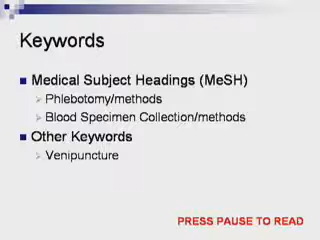 Keywords
Medical Subject Headings (MeSH)
Phlebotomy/methods
Blood Specimen Collection/methods
Other Keywords
Venipuncture
PRESS PAUSE TO READ